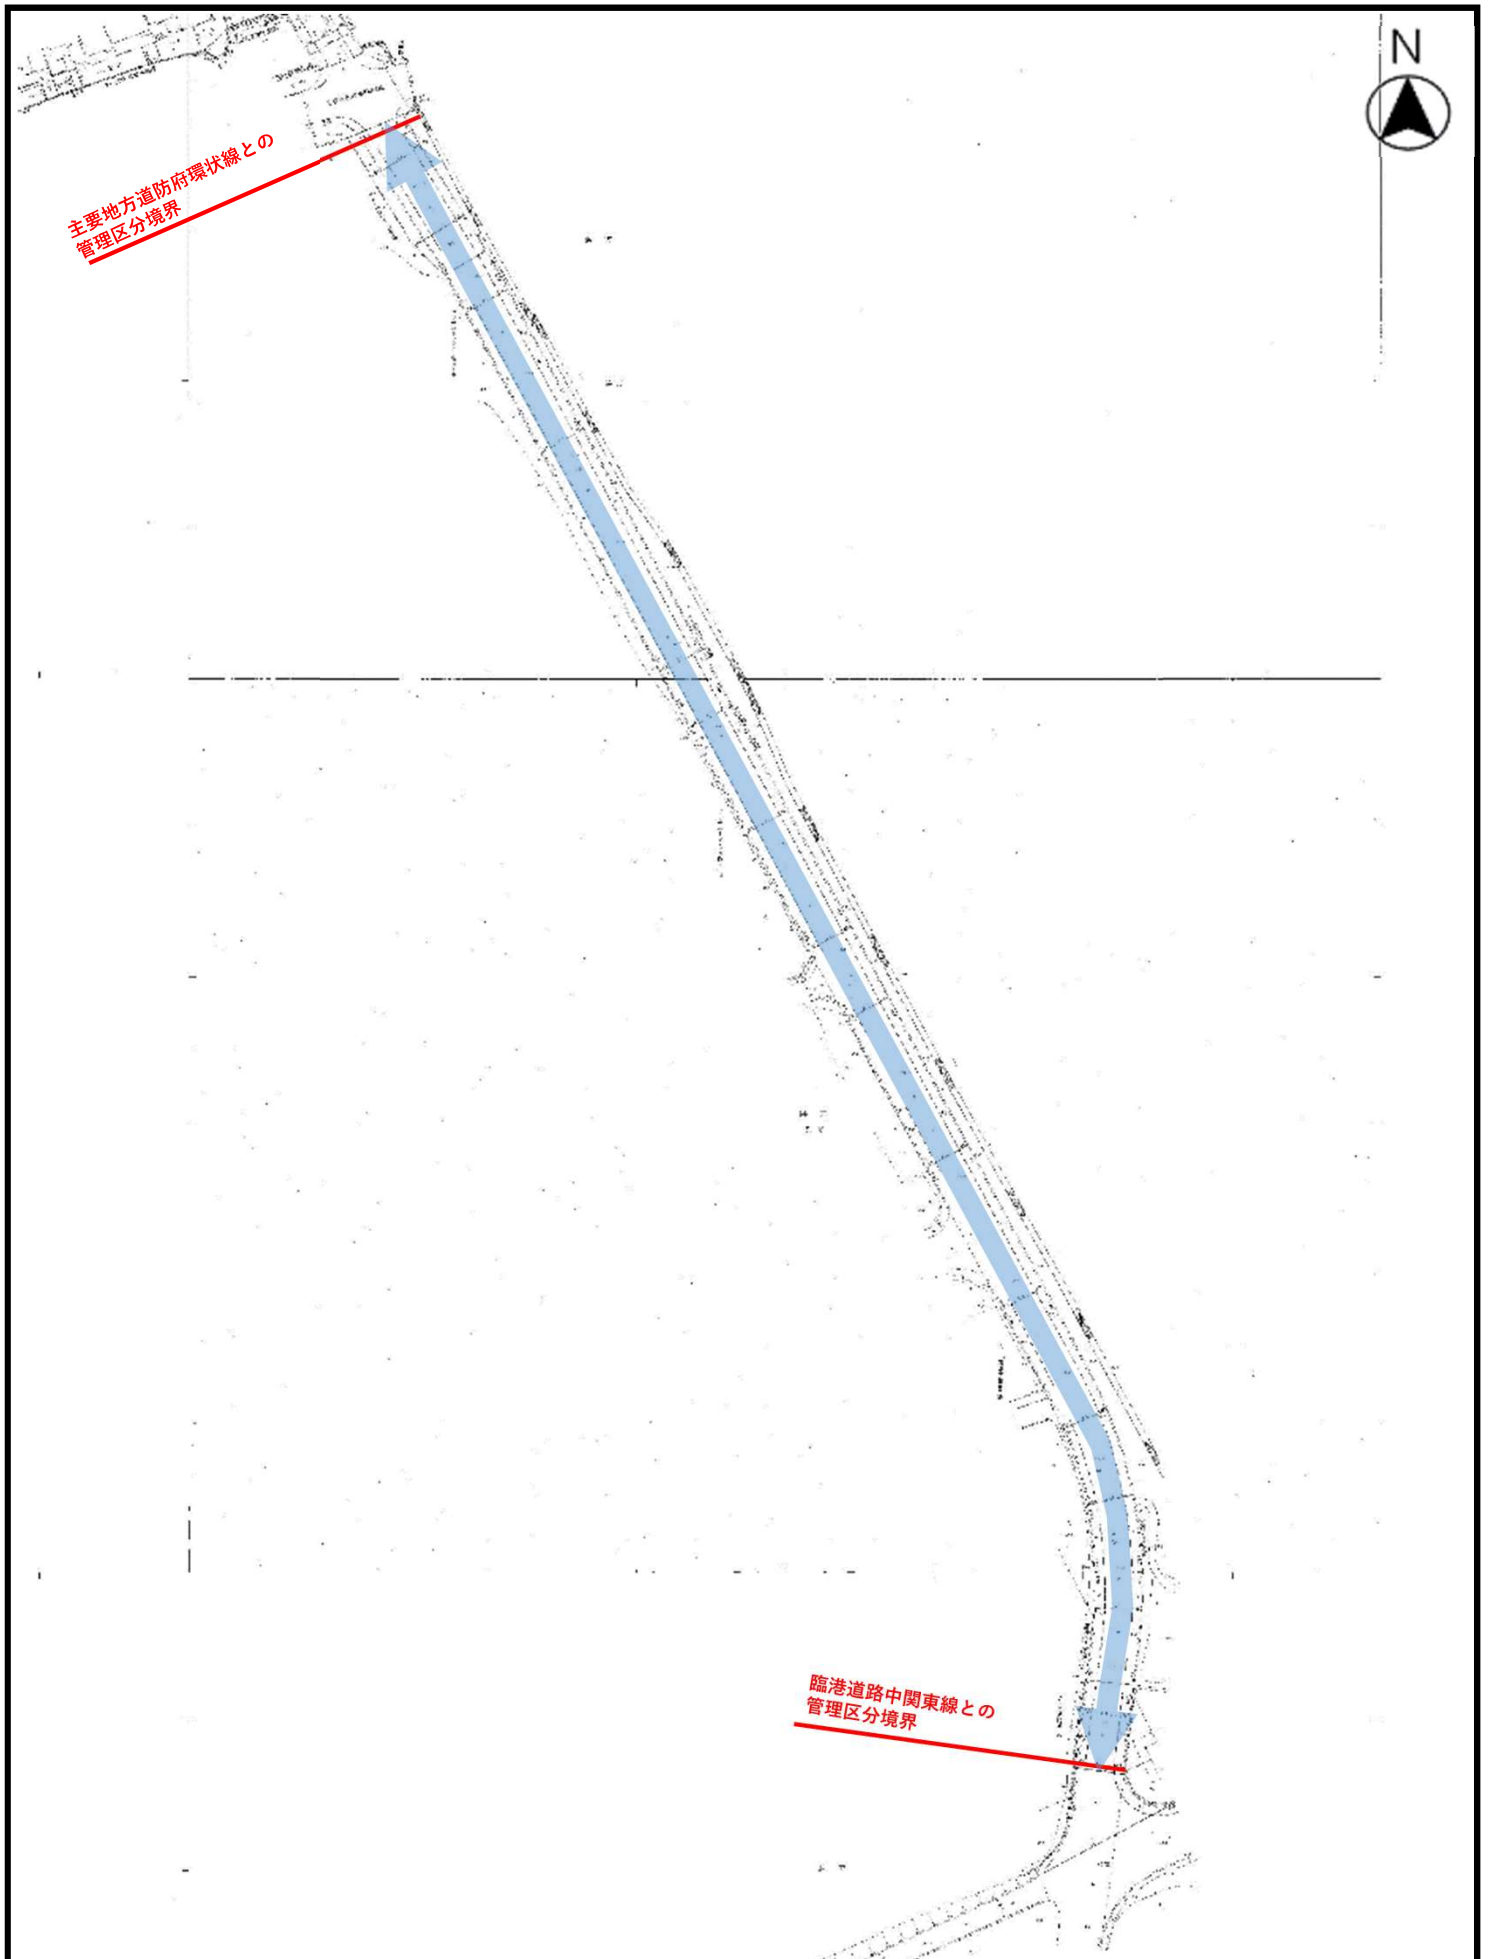 N
主要地方道防府環状線との
管理区分境界
臨港道路中関東線との
管理区分境界